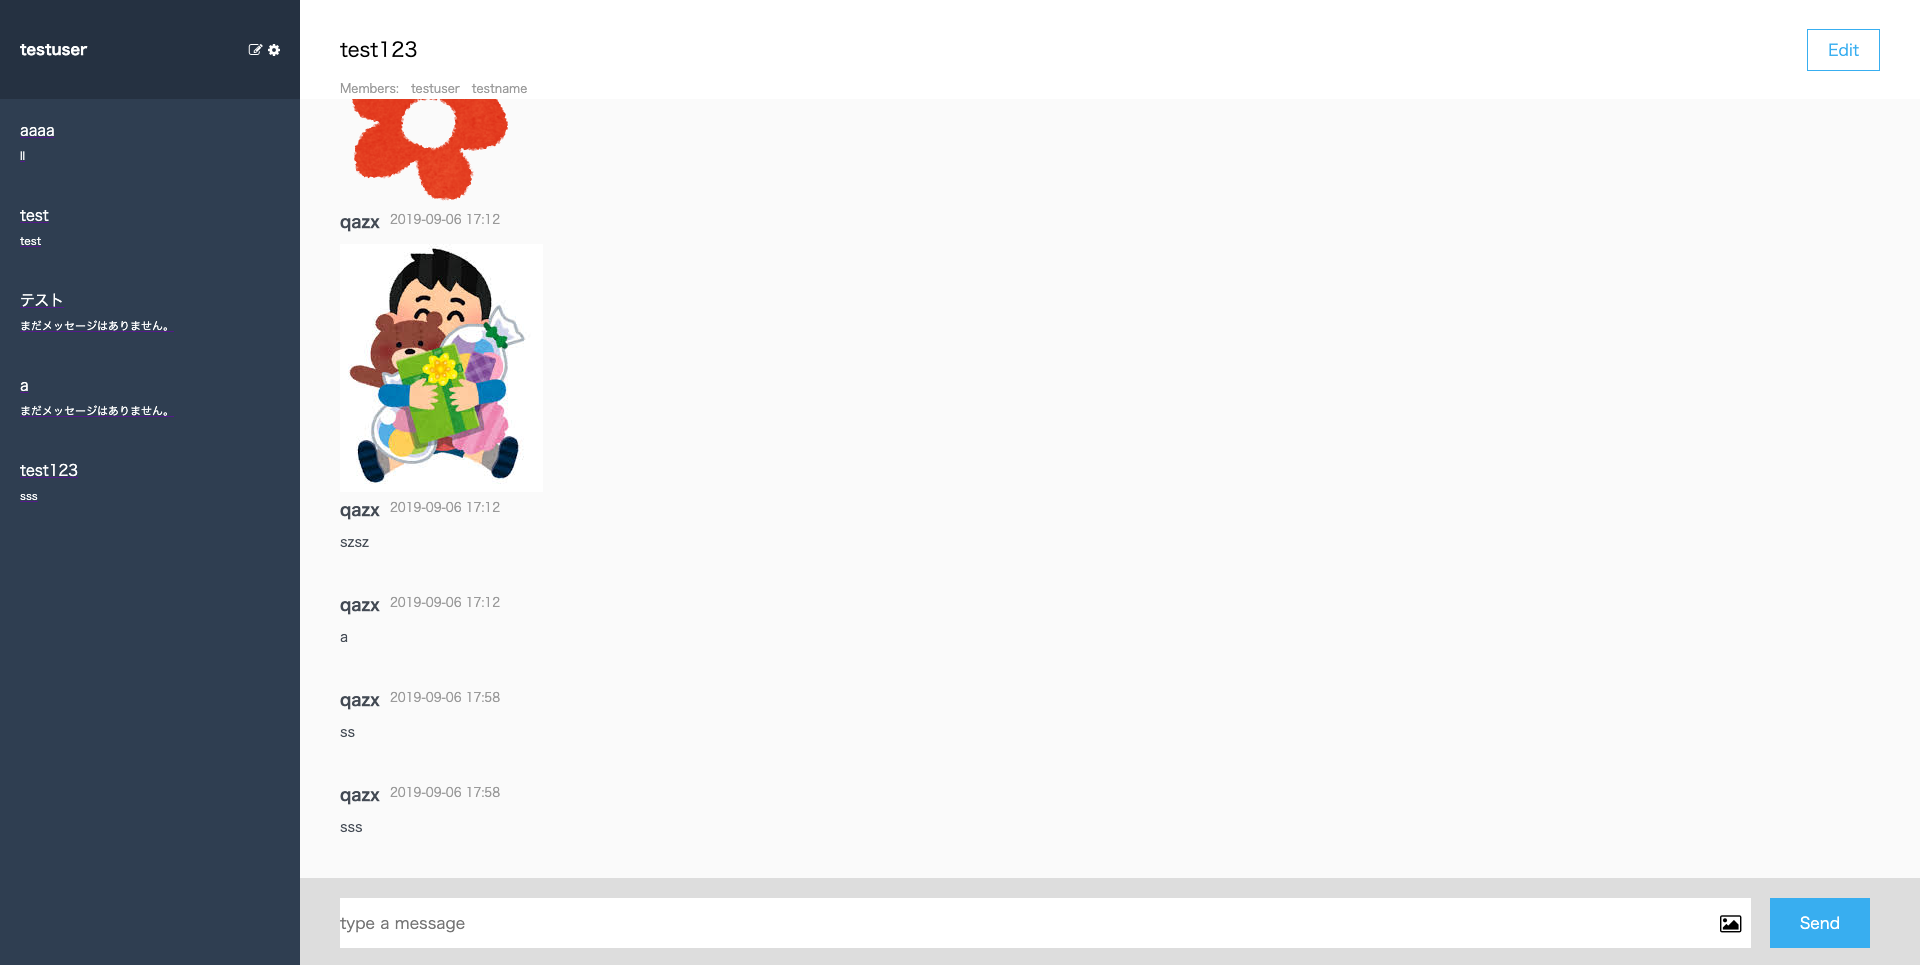 testuser
aaaa
ll
test
test
テスト
まだメッセージはありません。
a
まだメッセージはありません。
test123
sss
test123
Edit
Members: testuser testname
qazx 2019-09-06 17:12
qazx 2019-09-06 17:12
szsz
qazx 2019-09-06 17:12
a
qazx 2019-09-06 17:58
ss
qazx 2019-09-06 17:58
sss
type a message
Send